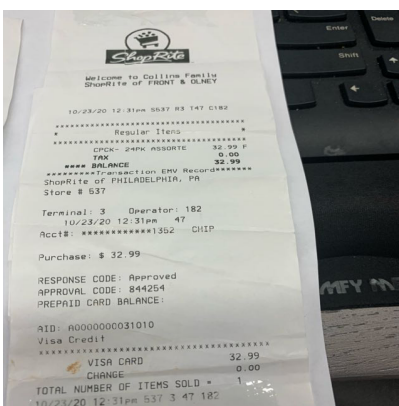 ShopRite
Welcome to Collins Family
ShopRite of FRONT & OLNEY
10/23/20 12:31pm S537 R3 T47 C182
*******************************
* Regular Items *
*******************************
CPCK- 24PK ASSORTE 32.99 F
TAX 0.00
**** BALANCE 32.99
*********Transaction EMV Record*******
ShopRite of PHILADELPHIA, PA
Store # 537
Terminal: 3 Operator: 182
10/23/20 12:31pm 47
Acct#: ************1352 CHIP
Purchase: $ 32.99
RESPONSE CODE: Approved
APPROVAL CODE: 844254
PREPAID CARD BALANCE:
AID: A0000000031010
Visa Credit
*******************************
VISA CARD 32.99
CHANGE 0.00
TOTAL NUMBER OF ITEMS SOLD = 1
10/23/20 12:31pm 537 3 47 182
Enter
Delete
Shift